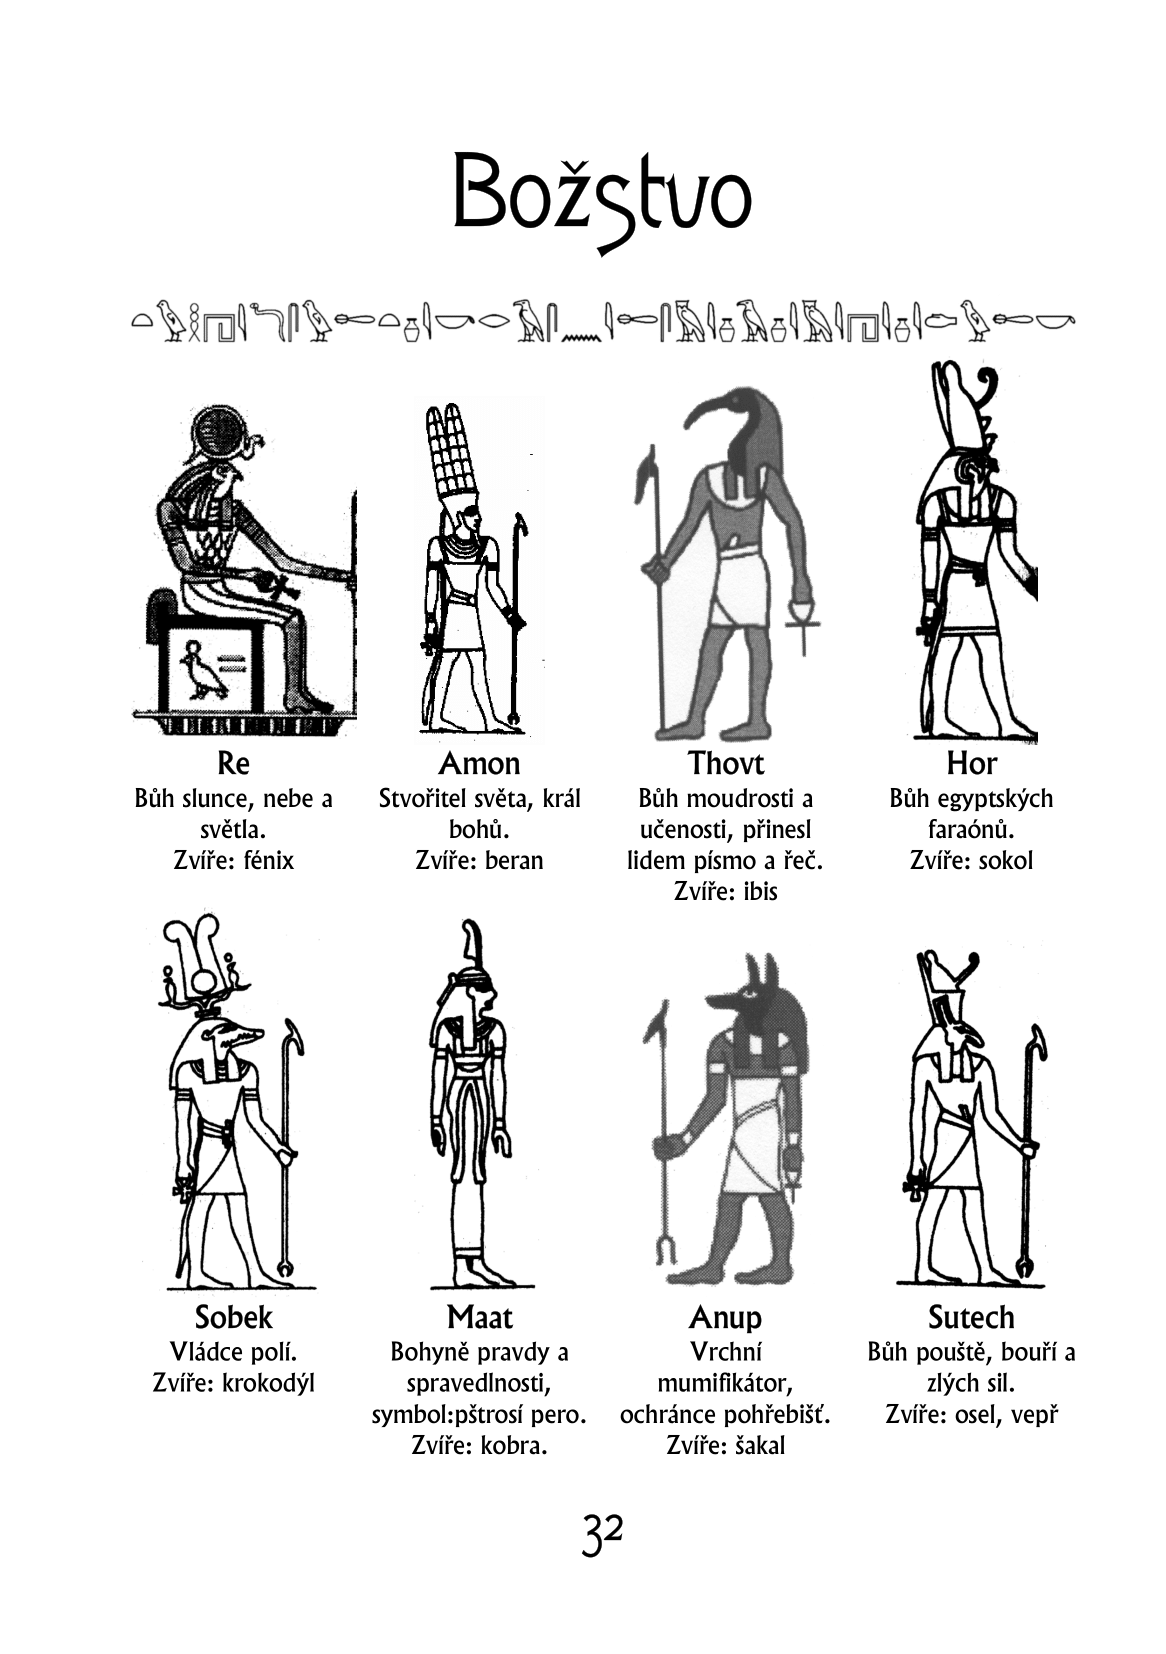 Božstvo
Re
Bůh slunce, nebe a
světla.
Zvíře: fénix
Amon
Stvořitel světa, král
bohů.
Zvíře: beran
Thovt
Bůh moudrosti a
učenosti, přinesl
lidem písmo a řeč.
Zvíře: ibis
Hor
Bůh egyptských
faraónů.
Zvíře: sokol
Sobek
Vládce polí.
Zvíře: krokodýl
Maat
Bohyně pravdy a
spravedlnosti,
symbol:pštrosí pero.
Zvíře: kobra.
Anup
Vrchní
mumifikátor,
ochránce pohřebišť.
Zvíře: šakal
Sutech
Bůh pouště, bouří a
zlých sil.
Zvíře: osel, vepř
32